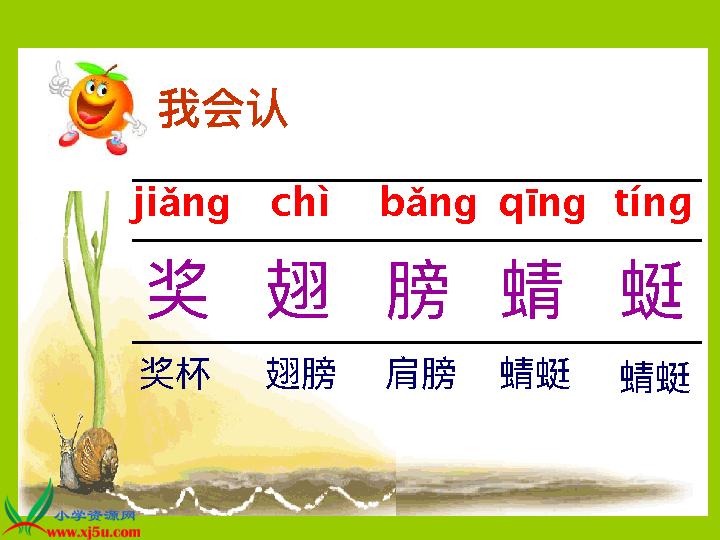 我会认
jiǎng chì bǎng qīng tíng
奖 翅 膀 蜻 蜓
奖杯 翅膀 肩膀 蜻蜓 蜻蜓
小学资源网
www.xj5u.com